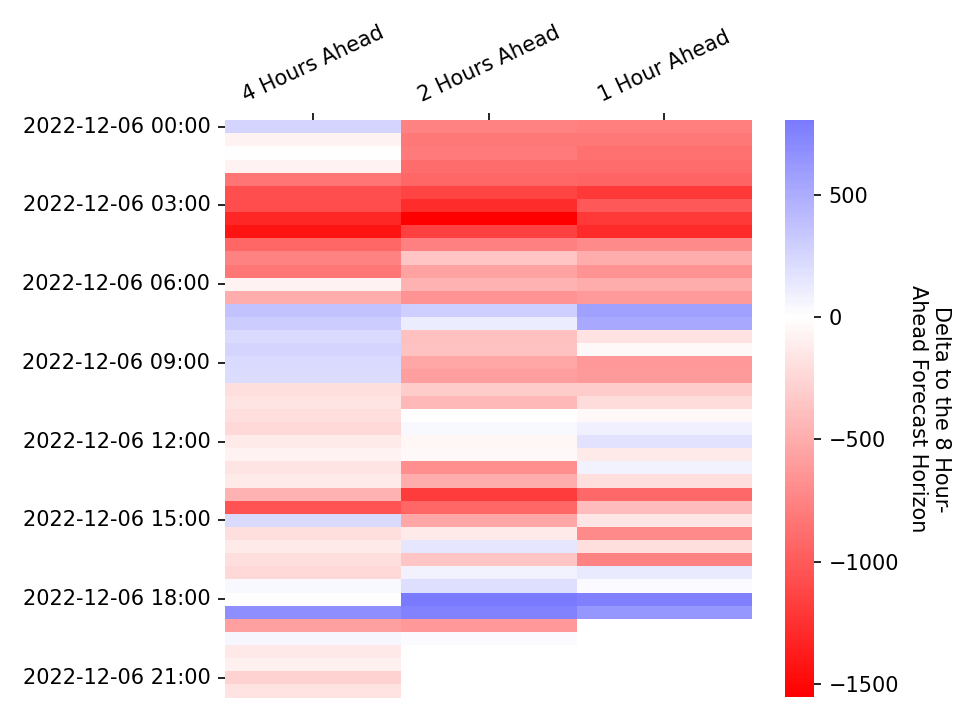 4 Hours Ahead
2 Hours Ahead
1 Hour Ahead
2022-12-06 00:00
2022-12-06 03:00
2022-12-06 06:00
2022-12-06 09:00
2022-12-06 12:00
2022-12-06 15:00
2022-12-06 18:00
2022-12-06 21:00
500
0
−500
−1000
−1500
Delta to the 8 Hour-
Ahead Forecast Horizon